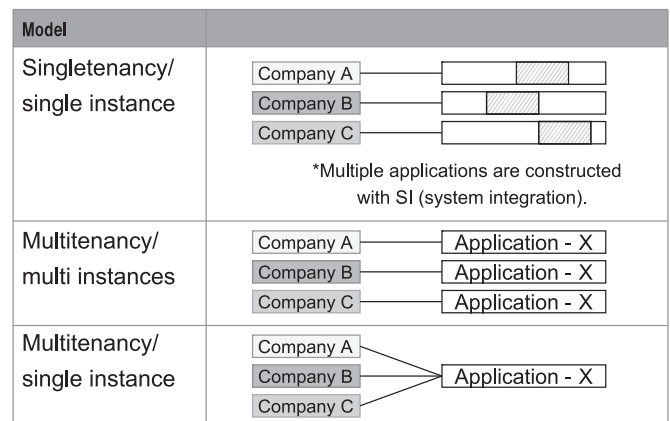 Model
Singletenancy/
single instance
Company A
Company B
Company C
*Multiple applications are constructed
with SI (system integration).
Multitenancy/
multi instances
Company A Application - X
Company B Application - X
Company C Application - X
Multitenancy/
single instance
Company A
Company B Application - X
Company C